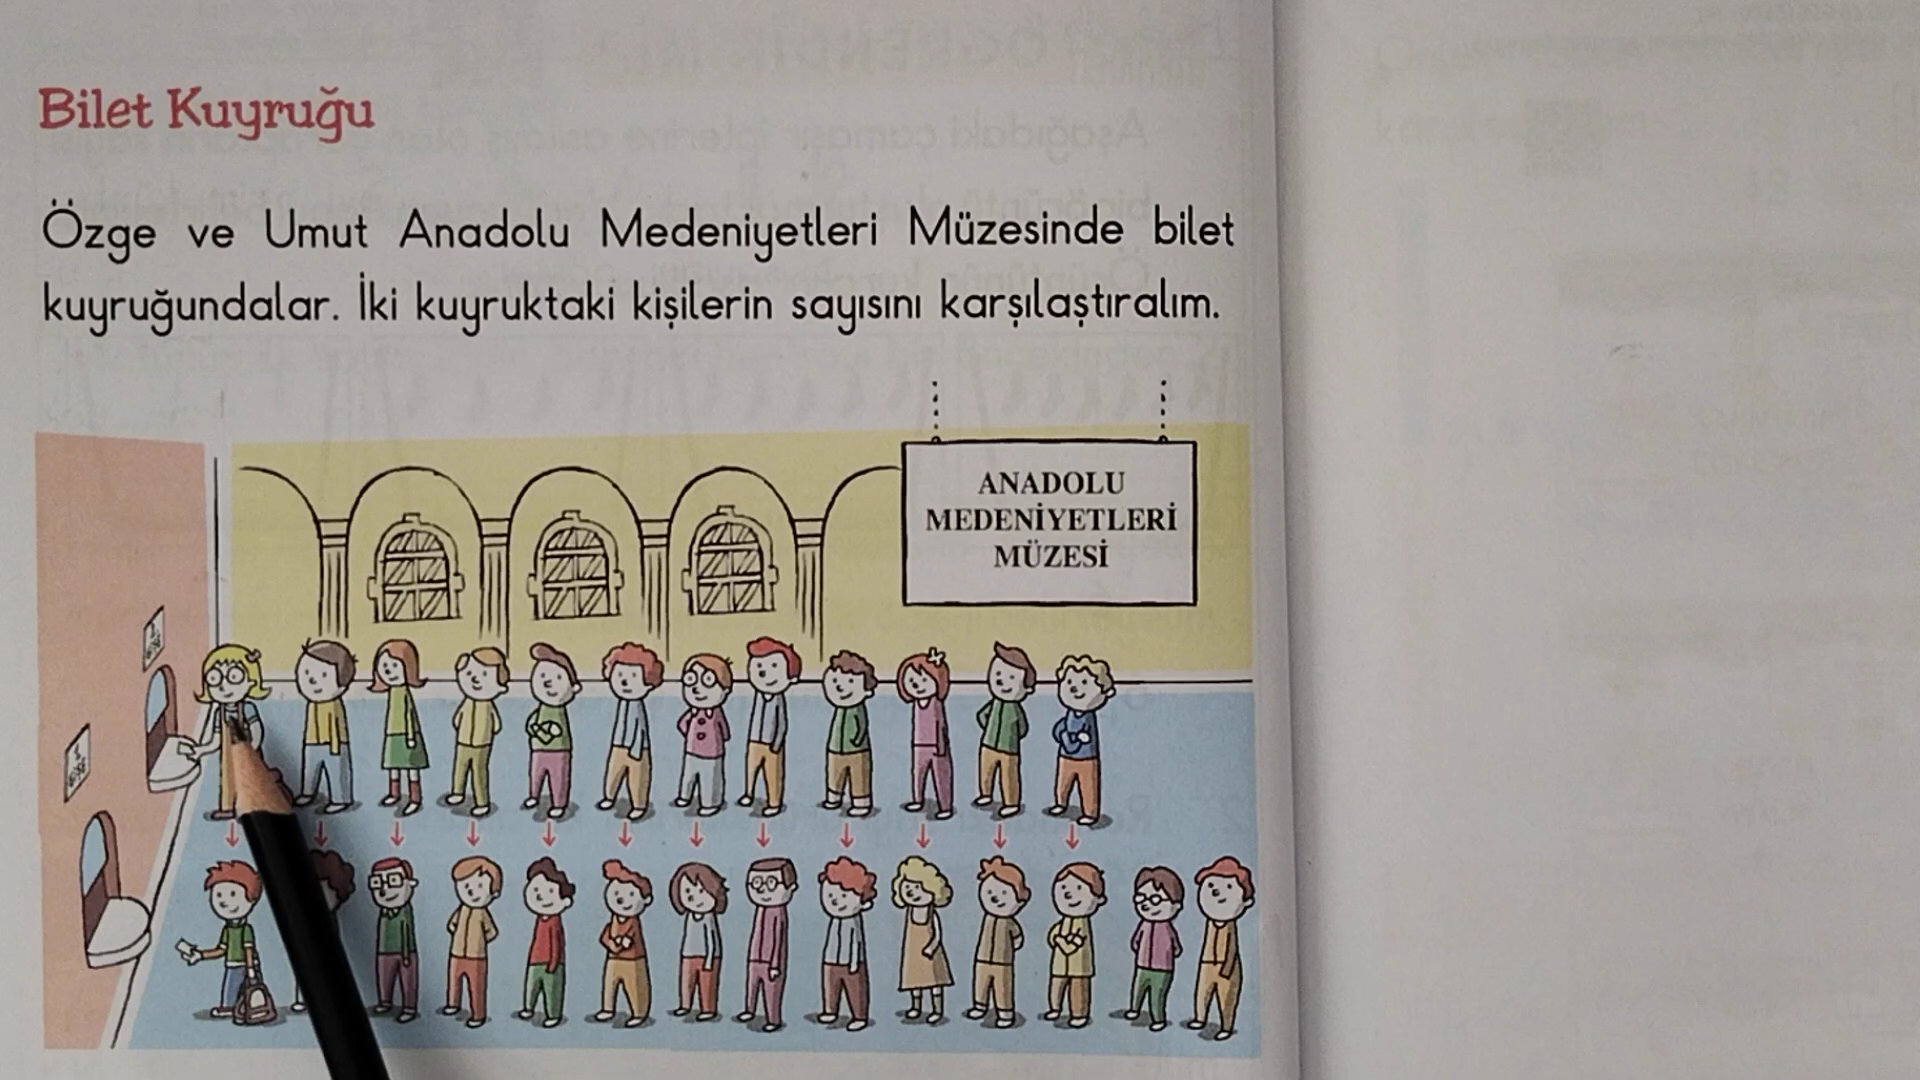 Bilet Kuyruğu
Özge ve Umut Anadolu Medeniyetleri Müzesinde bilet
kuyruğundalar. İki kuyruktaki kişilerin sayısını karşılaştıralım.
ANADOLU
MEDENİYETLERİ
MÜZESİ